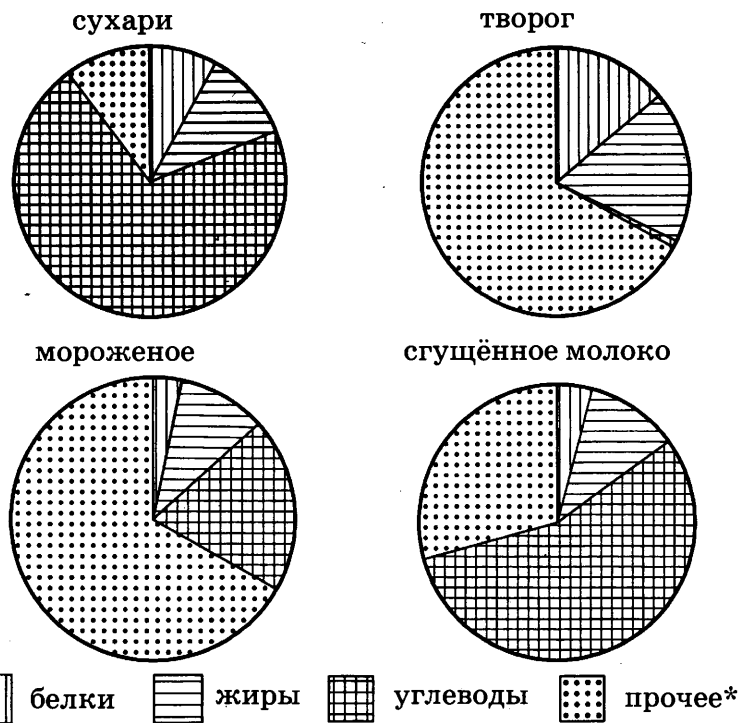 сухари
творог
мороженое
сгущённое молоко
белки
жиры
углеводы
прочее*